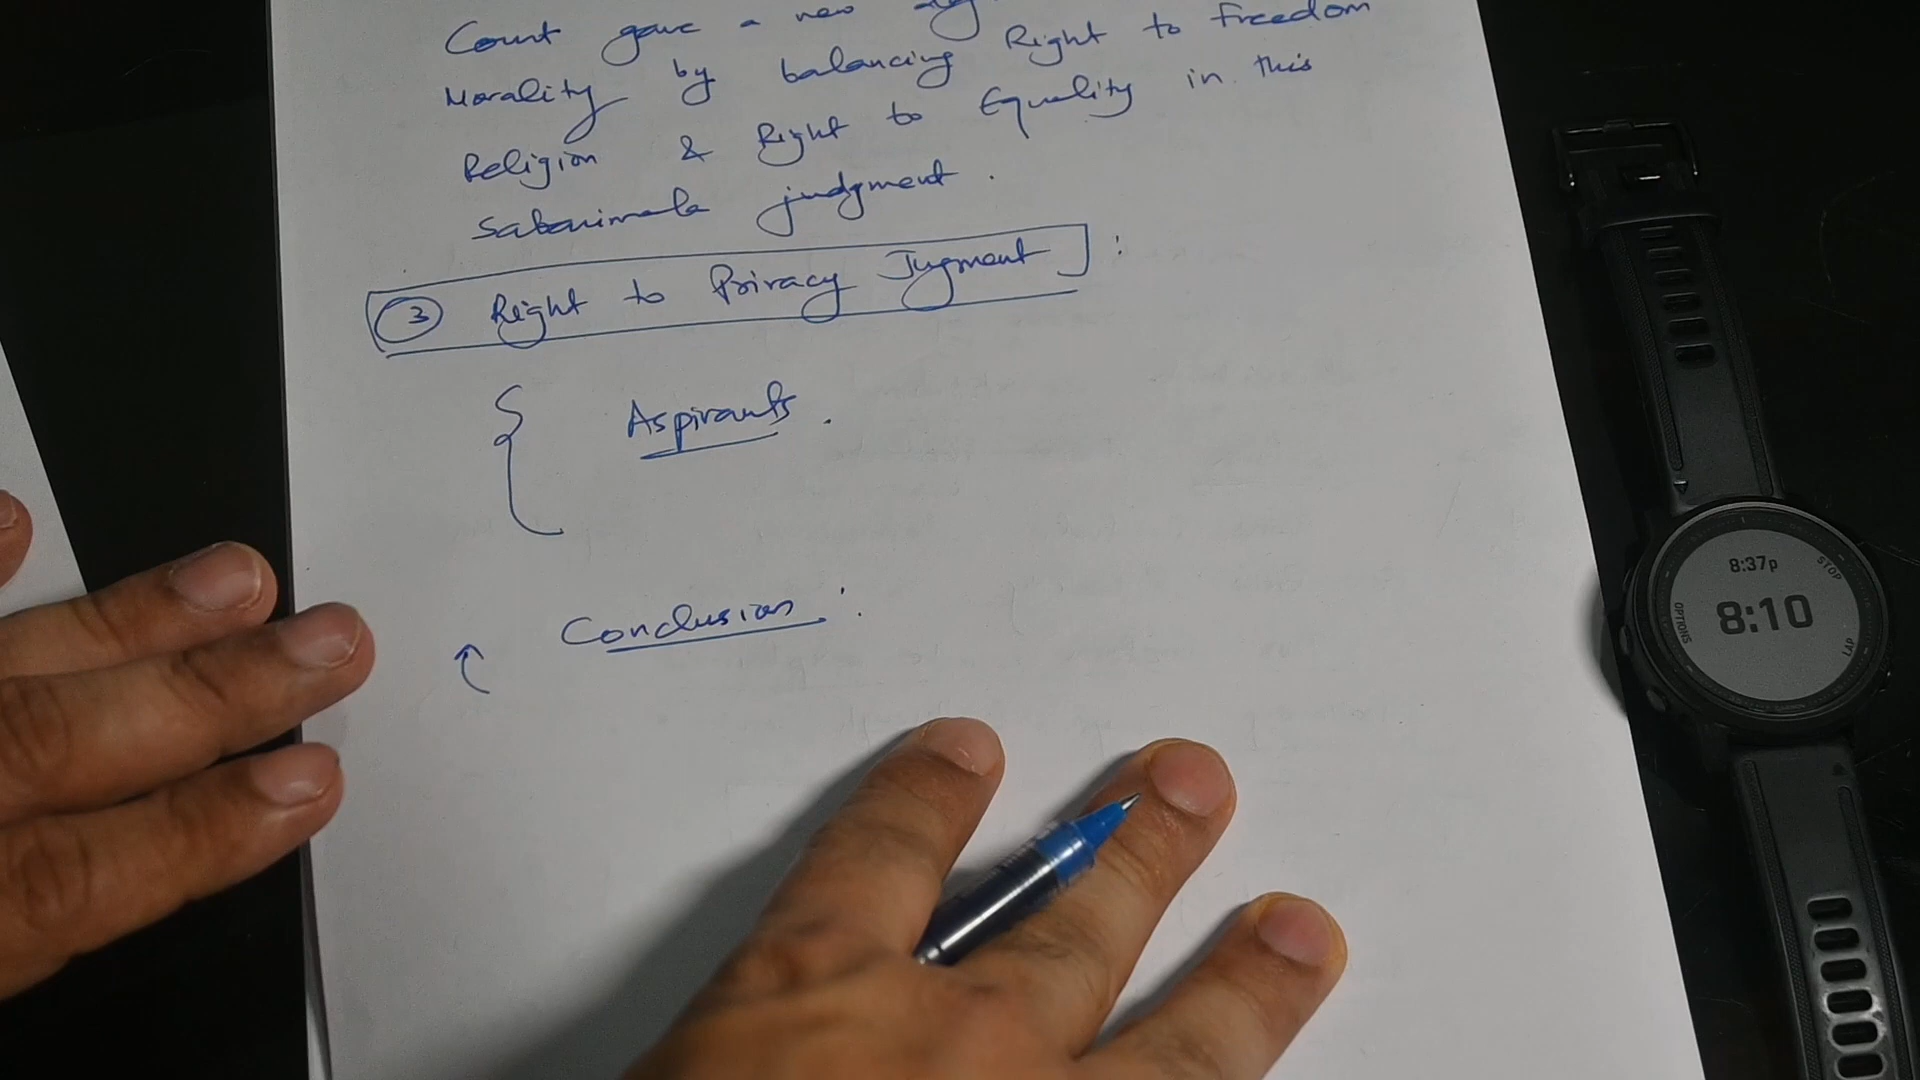 Court gave a new
Morality by balancing Right to freedom
Religion & Right to Equality in this
Sabarimala judgment.
③ Right to Privacy Jugment :
Aspirants.
Conclusion :
8:37p
8:10
STOP
OPTIONS
LAP